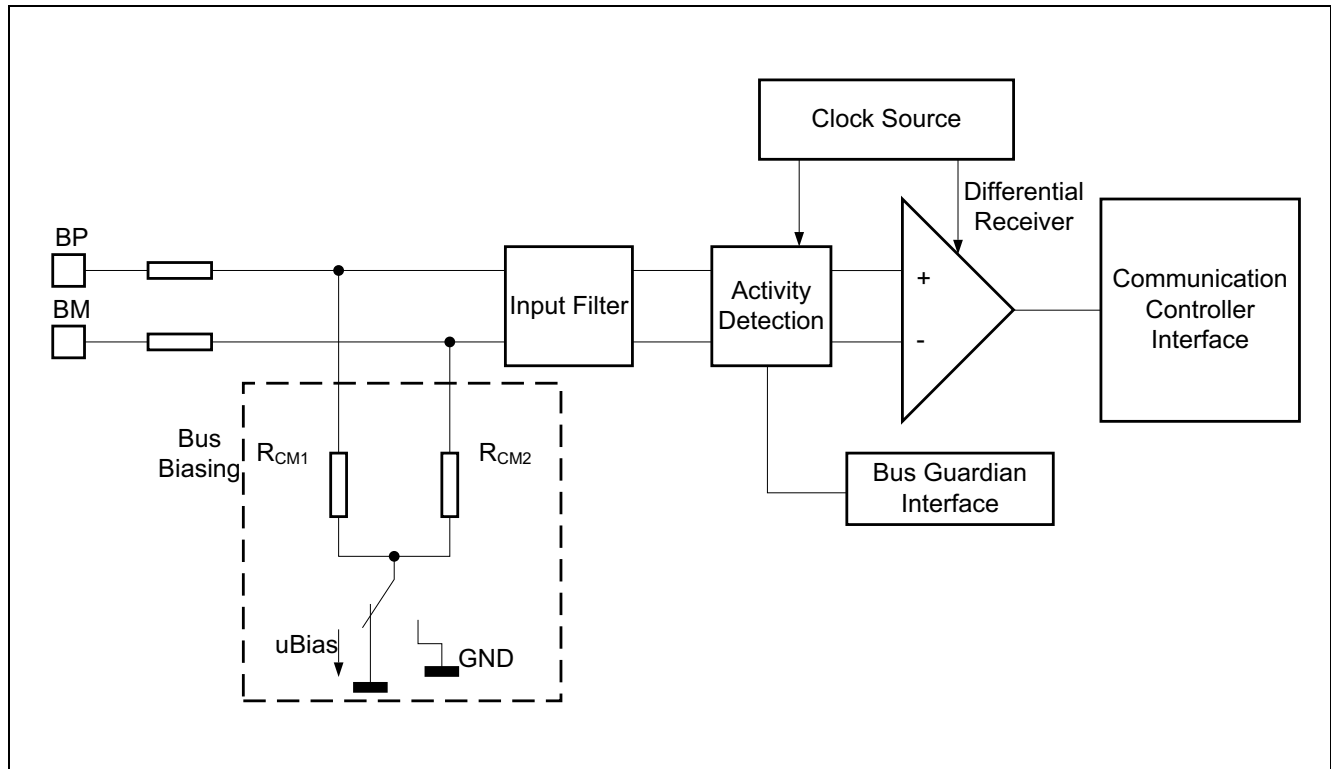 Clock Source
Differential
Receiver
Communication
Controller
Interface
BP
BM
Input Filter
Activity
Detection
+
-
Bus
Biasing
RCM1
RCM2
Bus Guardian
Interface
uBias
GND